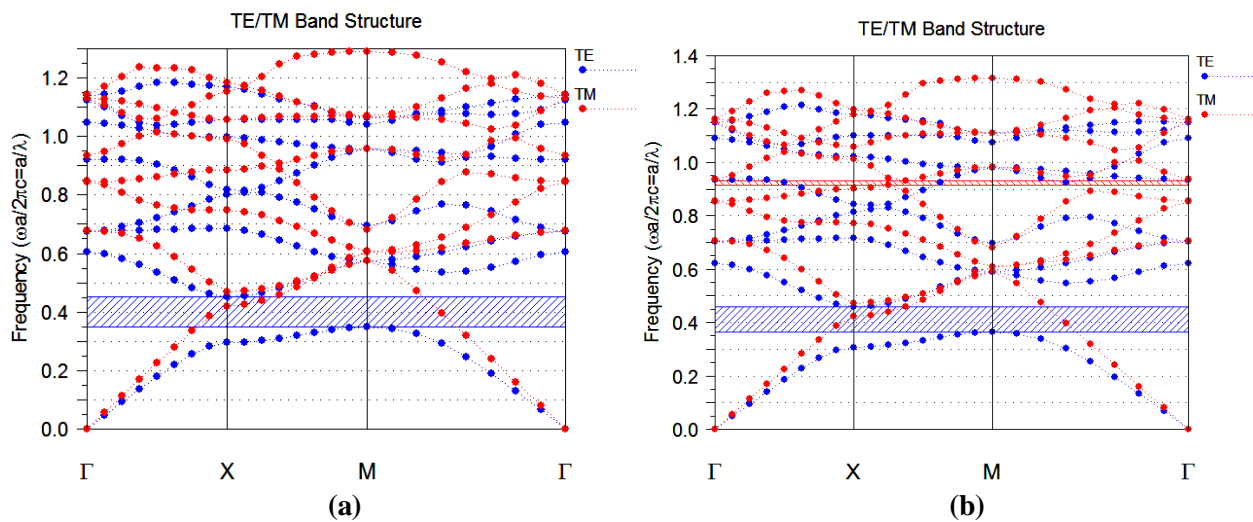 TE/TM Band Structure
TE
TM
Frequency (ωa/2πc=a/λ)
1.2
1.0
0.8
0.6
0.4
0.2
0.0
Γ X M Γ
(a)
TE/TM Band Structure
TE
TM
Frequency (ωa/2πc=a/λ)
1.4
1.2
1.0
0.8
0.6
0.4
0.2
0.0
Γ X M Γ
(b)